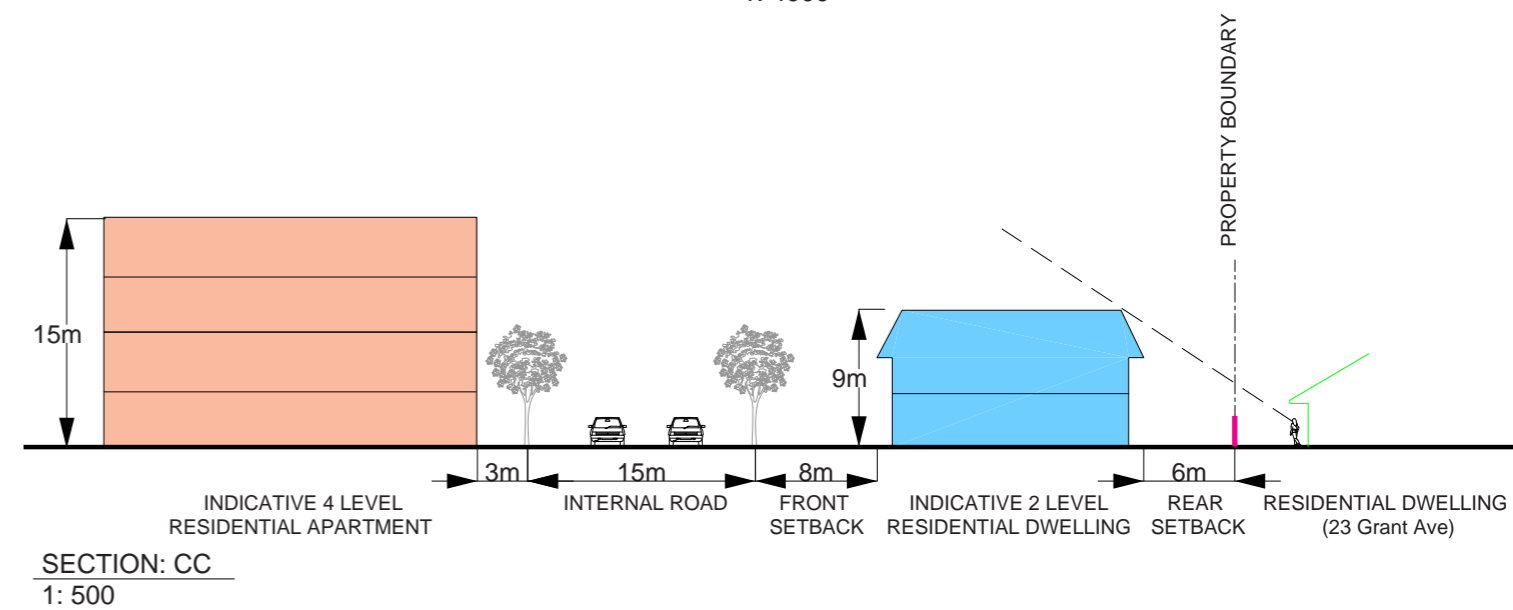 PROPERTY BOUNDARY
15m
9m
3m
15m
8m
6m
INDICATIVE 4 LEVEL
RESIDENTIAL APARTMENT
INTERNAL ROAD
FRONT
SETBACK
INDICATIVE 2 LEVEL
RESIDENTIAL DWELLING
REAR
SETBACK
RESIDENTIAL DWELLING
(23 Grant Ave)
SECTION: CC
1: 500